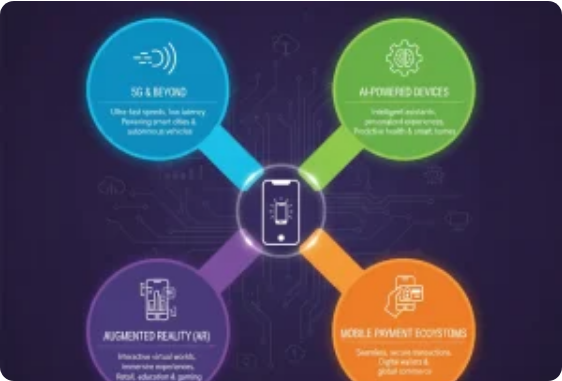 5G & BEYOND
Ultra-fast speeds, low latency
Powering smart cities &
autonomous vehicles
AI-POWERED DEVICES
Intelligent assistants,
personalized experiences,
Predictive health & smart homes
AUGMENTED REALITY (AR)
Interactive virtual worlds,
immersive experiences,
Retail, education & gaming
MOBILE PAYMENT ECOYSTOMS
Seamless, secure transactions
Digital wallets &
global commerce